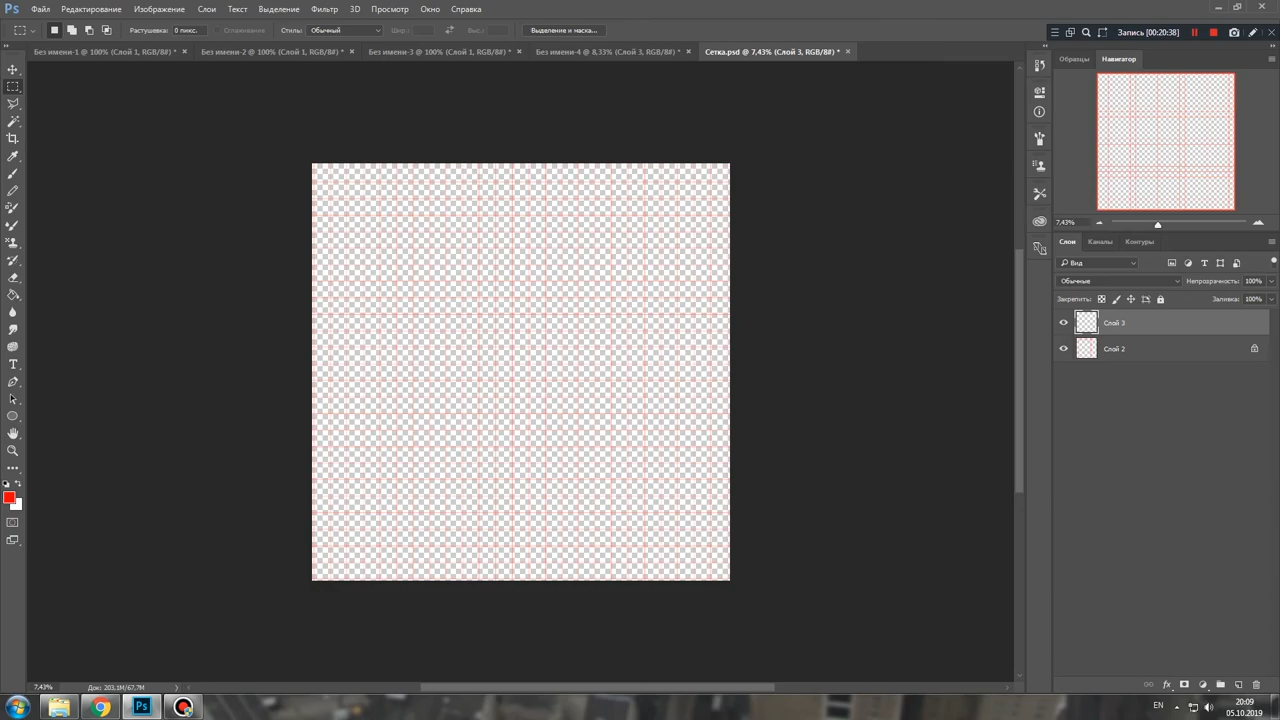 Ps Файл Редактирование Изображение Слои Текст Выделение Фильтр 3D Просмотр Окно Справка
Растушевка: 0 пикс. Сглаживание Стиль: Обычный Шир.: Выс.: Выделение и маска...
Запись [00:20:38]
Без имени-1 @ 100% (Слой 1, RGB/8#) * × Без имени-2 @ 100% (Слой 1, RGB/8#) * × Без имени-3 @ 100% (Слой 1, RGB/8#) * × Без имени-4 @ 8,33% (Слой 3, RGB/8#) * × Сетка.psd @ 7,43% (Слой 3, RGB/8#) * ×
Образцы Навигатор
7,43%
Слои Каналы Контуры
Вид
Обычные Непрозрачность: 100%
Закрепить: Заливка: 100%
Слой 3
Слой 2
7,43% Док: 203,1M/67,7M
Ps
EN
20:09
05.10.2019